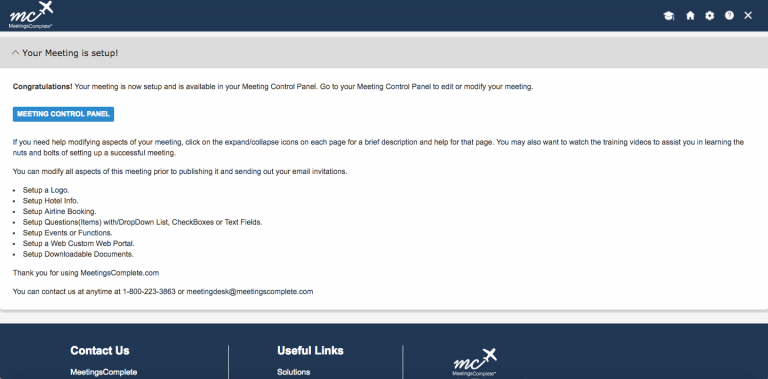 mc
MeetingsComplete
Your Meeting is setup!
Congratulations! Your meeting is now setup and is available in your Meeting Control Panel. Go to your Meeting Control Panel to edit or modify your meeting.
MEETING CONTROL PANEL
If you need help modifying aspects of your meeting, click on the expand/collapse icons on each page for a brief description and help for that page. You may also want to watch the training videos to assist you in learning the
nuts and bolts of setting up a successful meeting.
You can modify all aspects of this meeting prior to publishing it and sending out your email invitations.
• Setup a Logo.
• Setup Hotel Info.
• Setup Airline Booking.
• Setup Questions(Items) with/DropDown List, CheckBoxes or Text Fields.
• Setup Events or Functions.
• Setup a Web Custom Web Portal.
• Setup Downloadable Documents.
Thank you for using MeetingsComplete.com
You can contact us at anytime at 1-800-223-3863 or meetingdesk@meetingscomplete.com
Contact Us
MeetingsComplete
Useful Links
Solutions
mc
MeetingsComplete